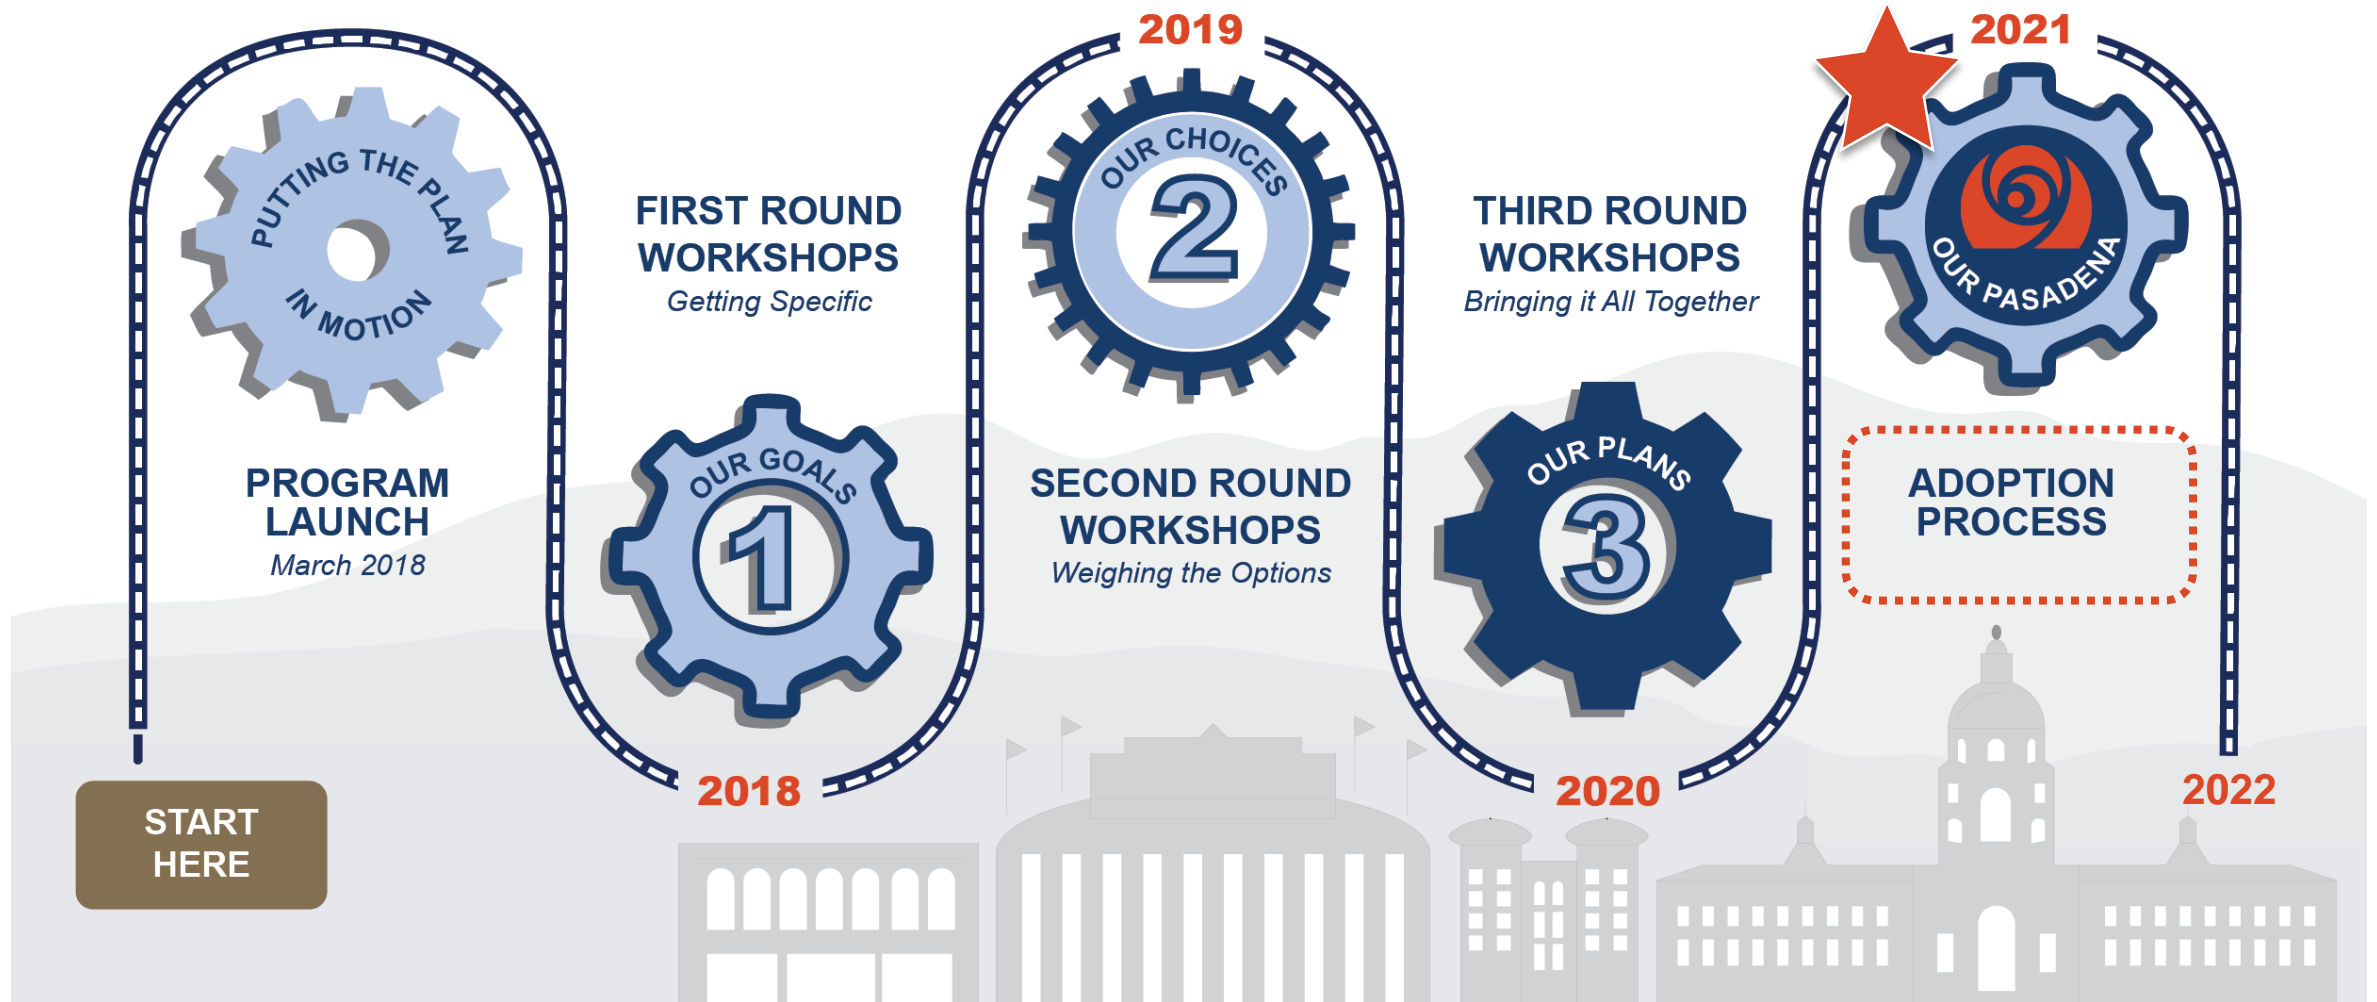 START
HERE
PUTTING THE PLAN
IN MOTION
PROGRAM
LAUNCH
March 2018
FIRST ROUND
WORKSHOPS
Getting Specific
OUR GOALS
1
2018
2019
OUR CHOICES
2
SECOND ROUND
WORKSHOPS
Weighing the Options
THIRD ROUND
WORKSHOPS
Bringing it All Together
OUR PLANS
3
2020
2021
OUR PASADENA
ADOPTION
PROCESS
2022